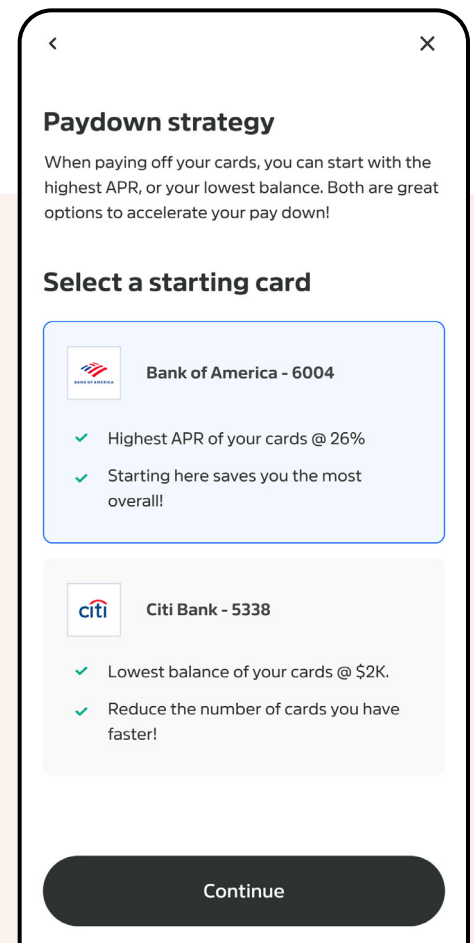 Paydown strategy
When paying off your cards, you can start with the
highest APR, or your lowest balance. Both are great
options to accelerate your pay down!
Select a starting card
BANK OF AMERICA
Bank of America - 6004
Highest APR of your cards @ 26%
Starting here saves you the most
overall!
citi
Citi Bank - 5338
Lowest balance of your cards @ $2K.
Reduce the number of cards you have
faster!
Continue